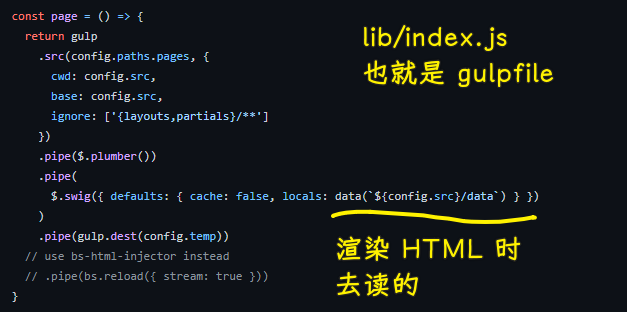 const page = () => {
return gulp
.src(config.paths.pages, {
cwd: config.src,
base: config.src,
ignore: ['{layouts,partials}/**']
})
.pipe($.plumber())
.pipe(
$.swig({ defaults: { cache: false, locals: data(`${config.src}/data`) } })
)
.pipe(gulp.dest(config.temp))
// use bs-html-injector instead
// .pipe(bs.reload({ stream: true }))
}
lib/index.js
也就是 gulpfile
渲染 HTML 时
去读的